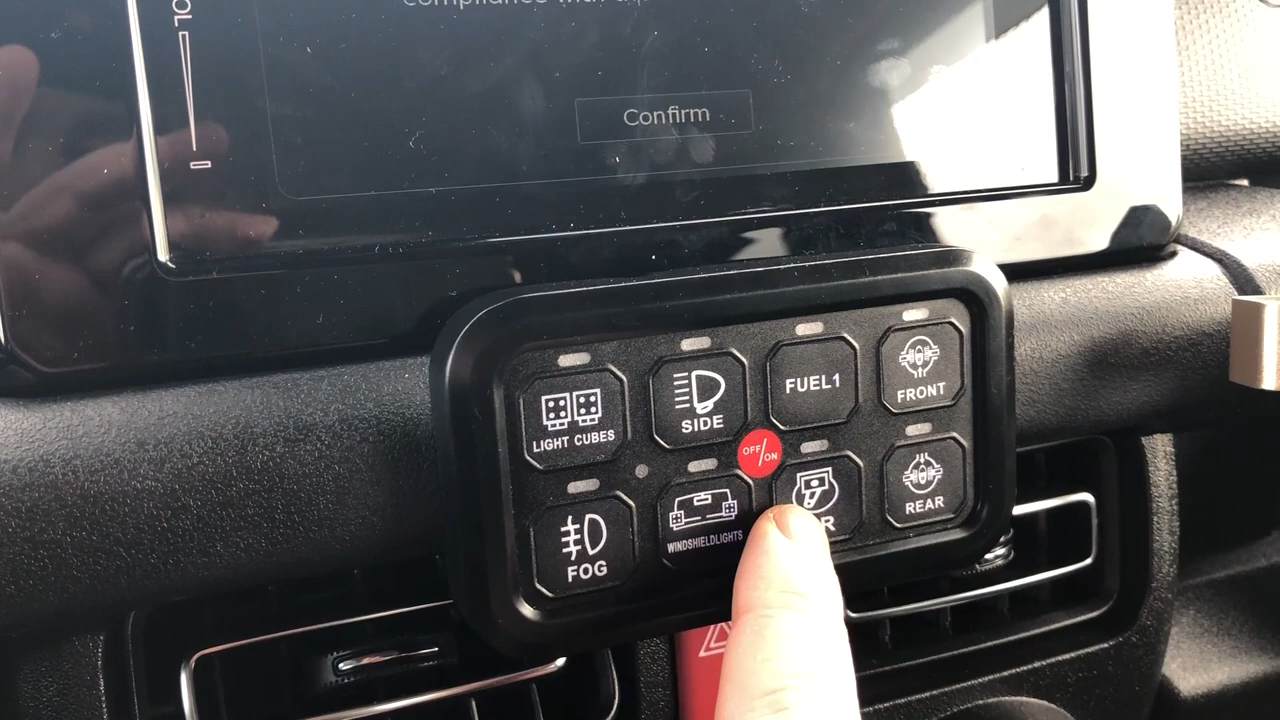 Confirm
LIGHT CUBES
SIDE
FUEL1
FRONT
OFF/ON
FOG
WINDSHIELDLIGHTS
REAR